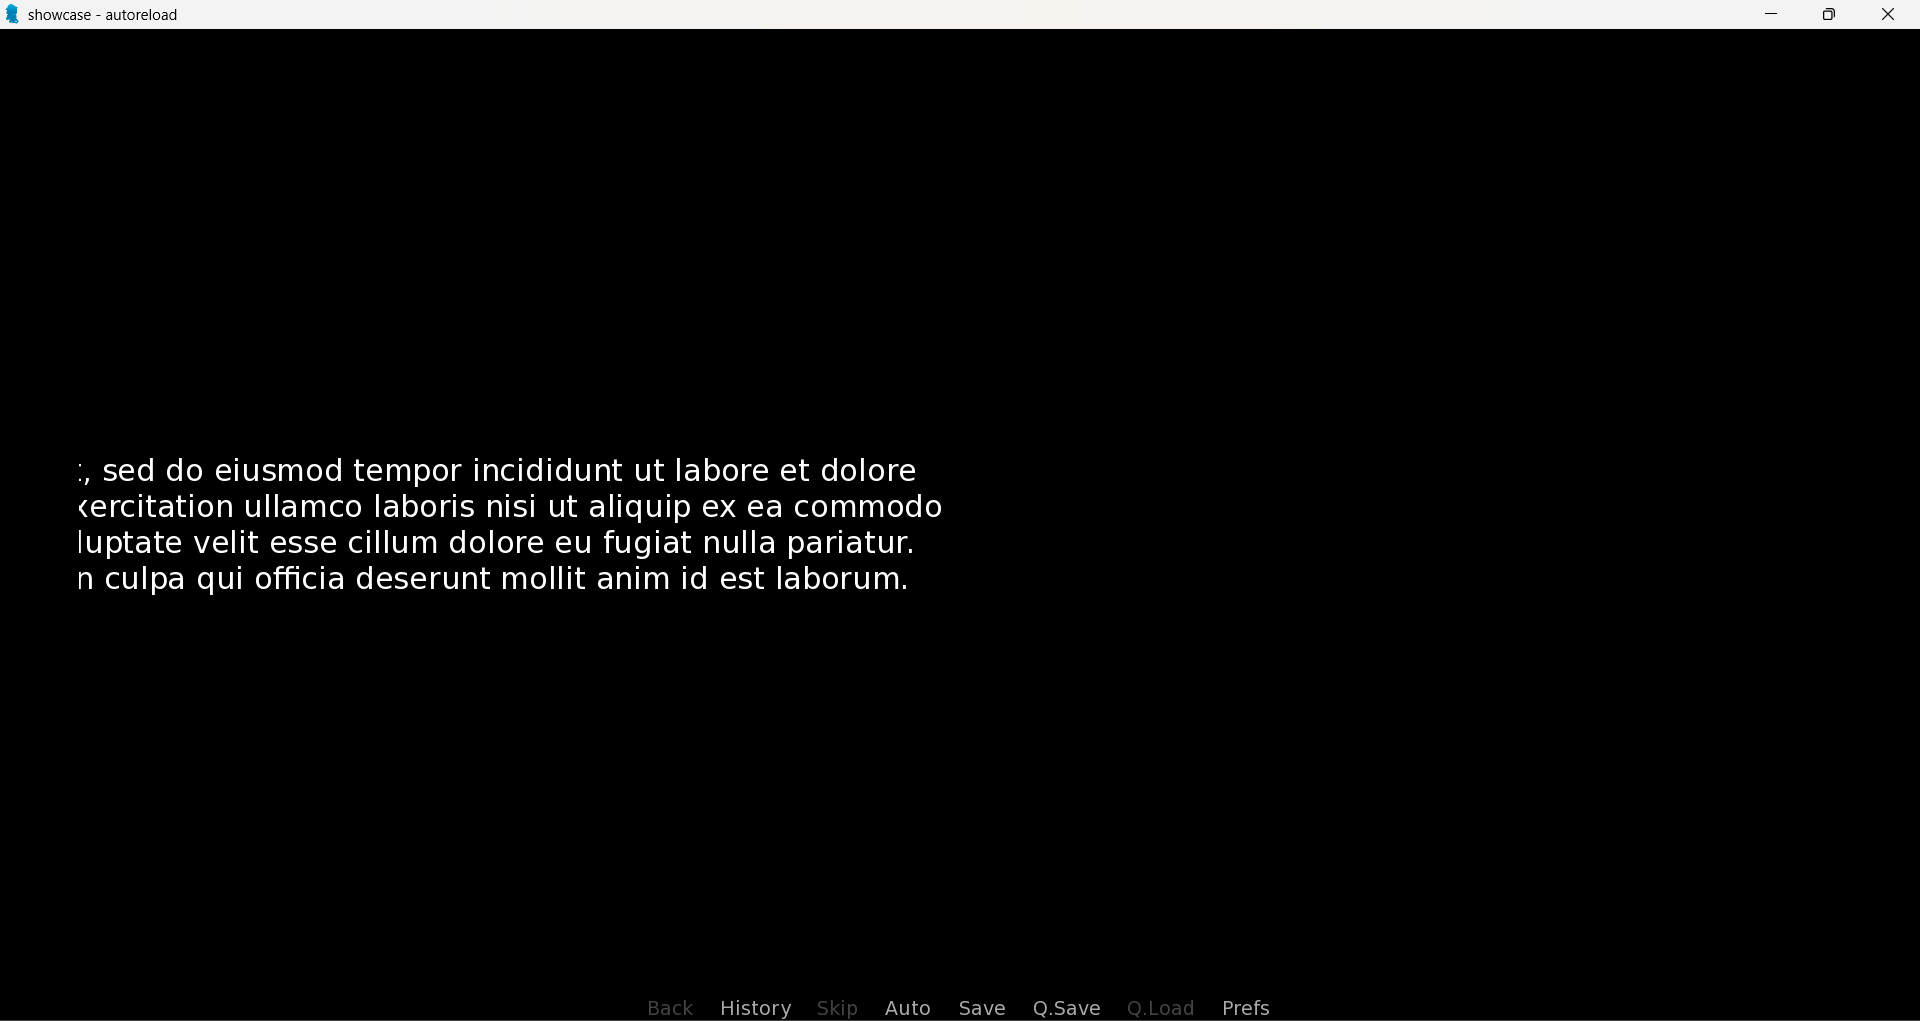 showcase - autoreload
, sed do eiusmod tempor incididunt ut labore et dolore
xercitation ullamco laboris nisi ut aliquip ex ea commodo
luptate velit esse cillum dolore eu fugiat nulla pariatur.
n culpa qui officia deserunt mollit anim id est laborum.
Back History Skip Auto Save Q.Save Q.Load Prefs